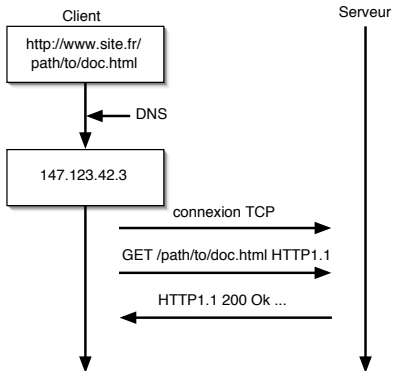 Client
Serveur
http://www.site.fr/
path/to/doc.html
DNS
147.123.42.3
connexion TCP
GET /path/to/doc.html HTTP1.1
HTTP1.1 200 Ok ...